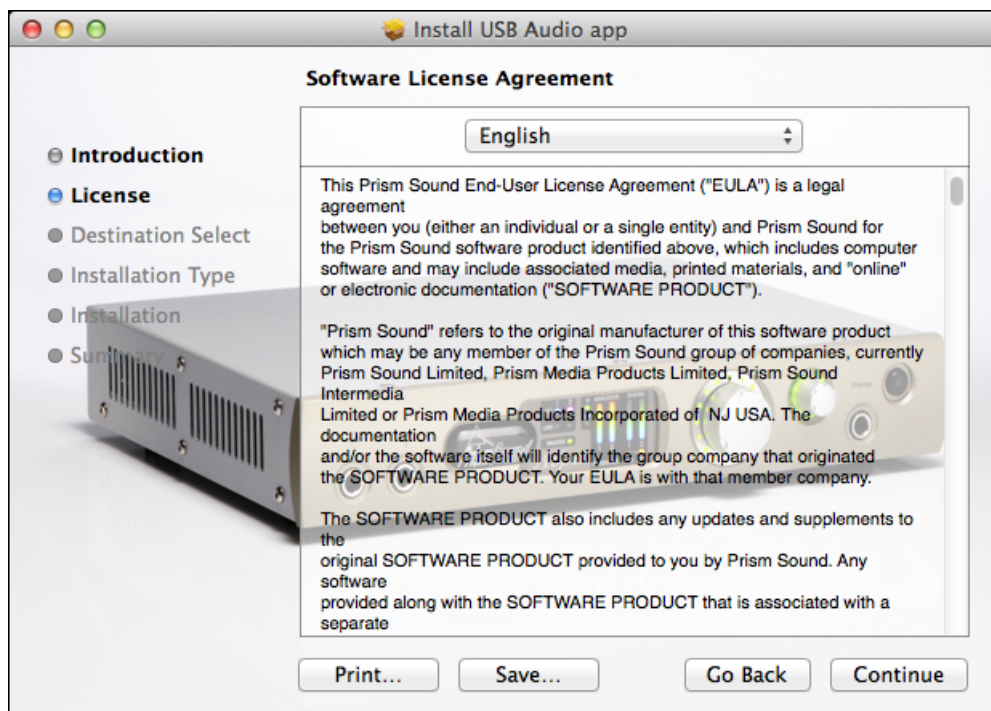 Install USB Audio app
Software License Agreement
Introduction
License
Destination Select
Installation Type
Installation
Summary
English
This Prism Sound End-User License Agreement ("EULA") is a legal
agreement
between you (either an individual or a single entity) and Prism Sound for
the Prism Sound software product identified above, which includes computer
software and may include associated media, printed materials, and "online"
or electronic documentation ("SOFTWARE PRODUCT").
"Prism Sound" refers to the original manufacturer of this software product
which may be any member of the Prism Sound group of companies, currently
Prism Sound Limited, Prism Media Products Limited, Prism Sound
Intermedia
Limited or Prism Media Products Incorporated of  NJ USA. The
documentation
and/or the software itself will identify the group company that originated
the SOFTWARE PRODUCT. Your EULA is with that member company.
The SOFTWARE PRODUCT also includes any updates and supplements to
the
original SOFTWARE PRODUCT provided to you by Prism Sound. Any
software
provided along with the SOFTWARE PRODUCT that is associated with a
separate
Print...
Save...
Go Back
Continue